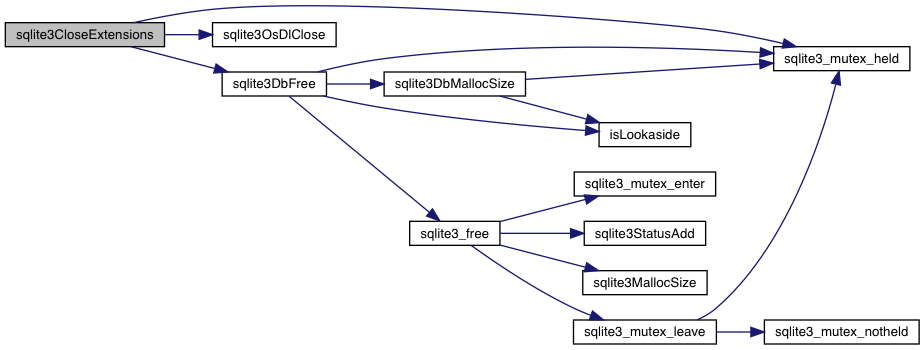 sqlite3CloseExtensions
sqlite3OsDlClose
sqlite3_mutex_held
sqlite3DbFree
sqlite3DbMallocSize
isLookaside
sqlite3_mutex_enter
sqlite3_free
sqlite3StatusAdd
sqlite3MallocSize
sqlite3_mutex_leave
sqlite3_mutex_notheld